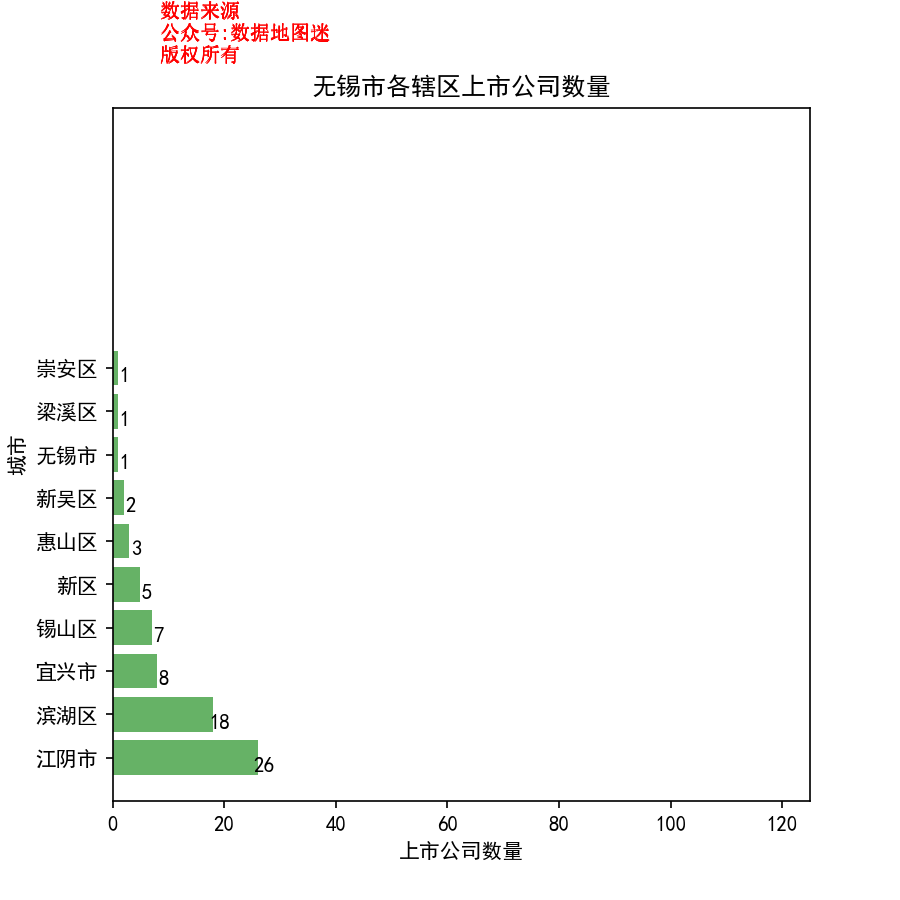 数据来源
公众号:数据地图迷
版权所有
无锡市各辖区上市公司数量
城市
崇安区 1
梁溪区 1
无锡市 1
新吴区 2
惠山区 3
新区 5
锡山区 7
宜兴市 8
滨湖区 18
江阴市 26
0 20 40 60 80 100 120
上市公司数量